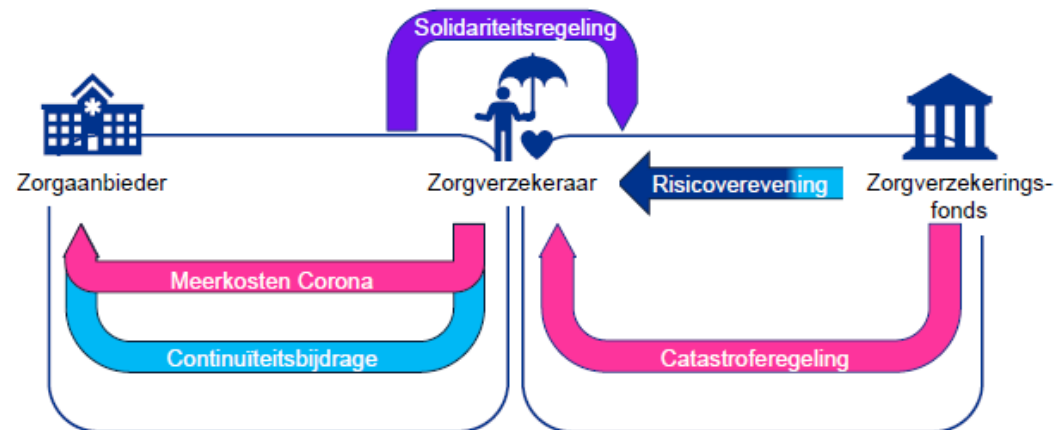 Solidariteitsregeling
Zorgaanbieder
Zorgverzekeraar
Risicoverevening
Zorgverzekerings-
fonds
Meerkosten Corona
Continuïteitsbijdrage
Catastroferegeling